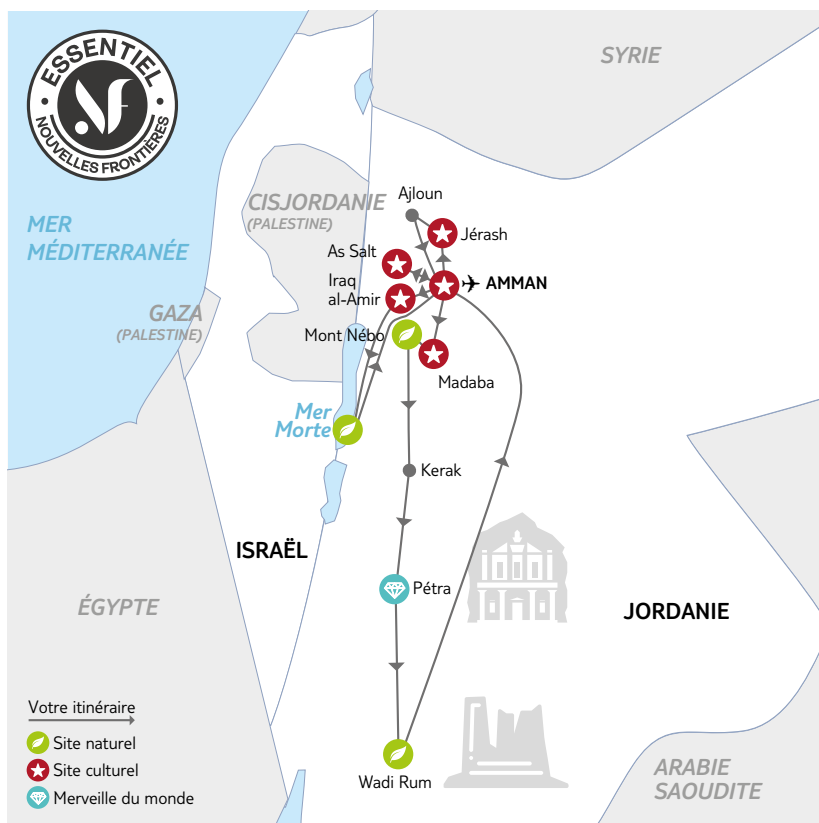 ESSENTIEL
NF
NOUVELLES FRONTIÈRES
SYRIE
MER
MÉDITERRANÉE
CISJORDANIE
(PALESTINE)
Ajloun
Jérash
As Salt
Iraq
al-Amir
AMMAN
GAZA
(PALESTINE)
Mont Nébo
Madaba
Mer
Morte
Kerak
ISRAËL
Pétra
ÉGYPTE
JORDANIE
Wadi Rum
ARABIE
SAOUDITE
Votre itinéraire
Site naturel
Site culturel
Merveille du monde